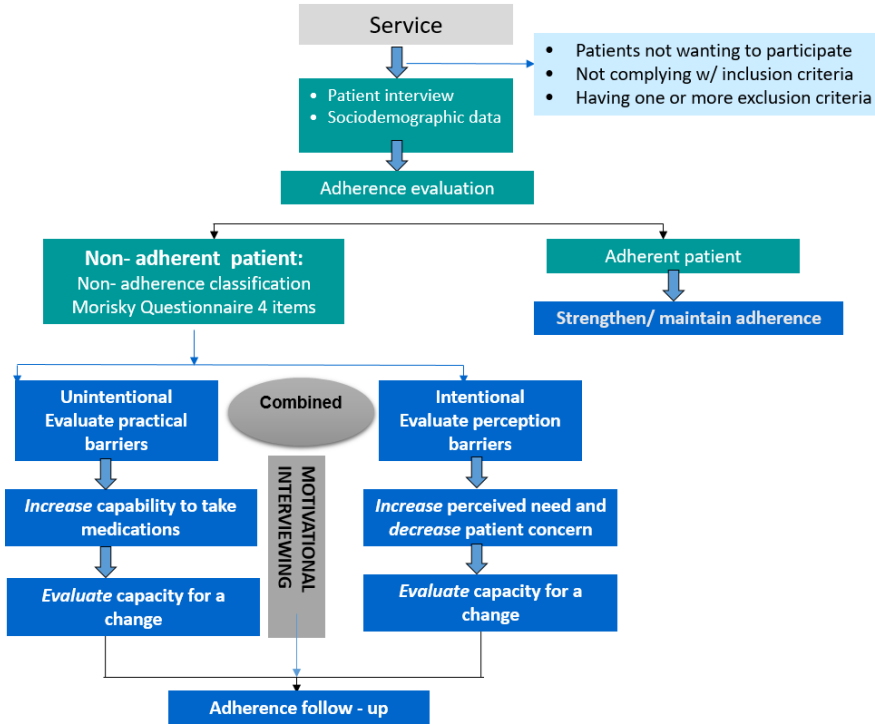 Service
• Patients not wanting to participate
• Not complying w/ inclusion criteria
• Having one or more exclusion criteria
• Patient interview
• Sociodemographic data
Adherence evaluation
Non- adherent patient:
Non- adherence classification
Morisky Questionnaire 4 items
Adherent patient
Strengthen/ maintain adherence
Unintentional
Evaluate practical
barriers
Combined
Intentional
Evaluate perception
barriers
MOTIVATIONAL
INTERVIEWING
Increase capability to take
medications
Increase perceived need and
decrease patient concern
Evaluate capacity for a
change
Evaluate capacity for a
change
Adherence follow - up